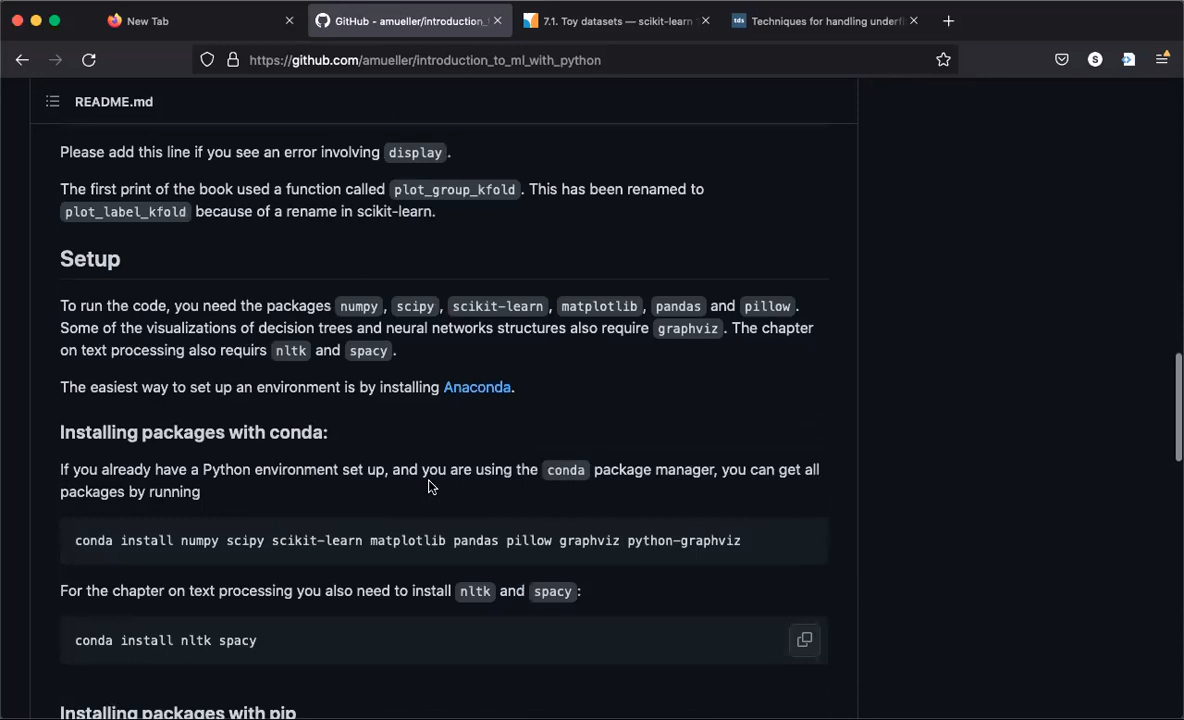 New Tab
GitHub - amueller/introduction_
7.1. Toy datasets — scikit-learn
tds Techniques for handling underfi
https://github.com/amueller/introduction_to_ml_with_python
S
README.md
Please add this line if you see an error involving display.
The first print of the book used a function called plot_group_kfold. This has been renamed to
plot_label_kfold because of a rename in scikit-learn.
Setup
To run the code, you need the packages numpy, scipy, scikit-learn, matplotlib, pandas and pillow.
Some of the visualizations of decision trees and neural networks structures also require graphviz. The chapter
on text processing also requirs nltk and spacy.
The easiest way to set up an environment is by installing Anaconda.
Installing packages with conda:
If you already have a Python environment set up, and you are using the conda package manager, you can get all
packages by running
conda install numpy scipy scikit-learn matplotlib pandas pillow graphviz python-graphviz
For the chapter on text processing you also need to install nltk and spacy:
conda install nltk spacy
Installing packages with pip